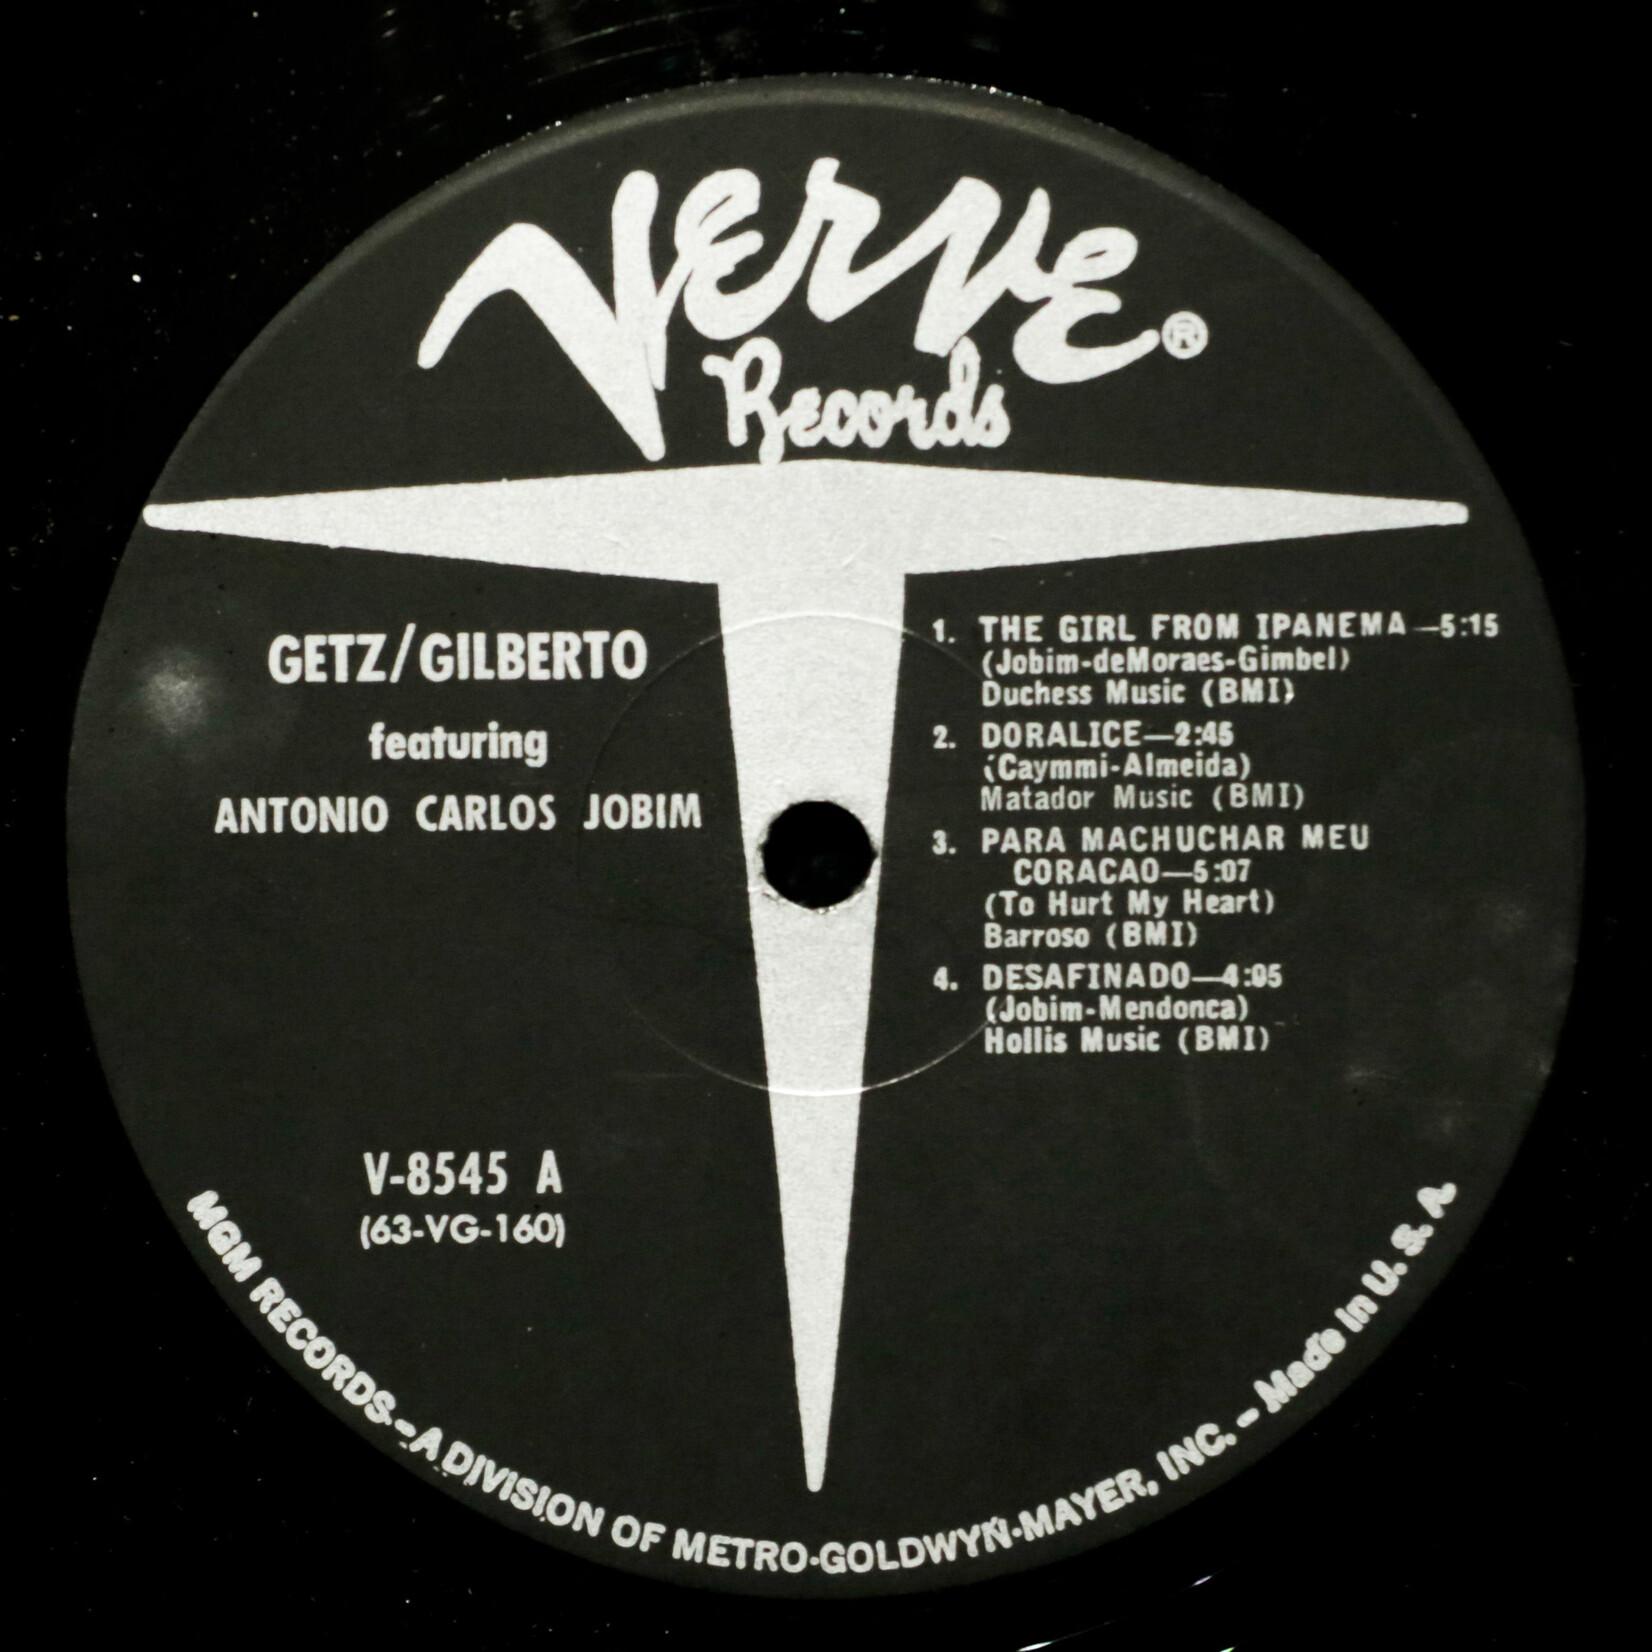 Verve®
Records
GETZ/GILBERTO
featuring
ANTONIO CARLOS JOBIM
1. THE GIRL FROM IPANEMA—5:15
(Jobim-deMoraes-Gimbel)
Duchess Music (BMI)
2. DORALICE—2:45
(Caymmi-Almeida)
Matador Music (BMI)
3. PARA MACHUCHAR MEU
CORACAO—5:07
(To Hurt My Heart)
Barroso (BMI)
4. DESAFINADO—4:05
(Jobim-Mendonca)
Hollis Music (BMI)
V-8545 A
(63-VG-160)
MGM RECORDS–A DIVISION OF METRO-GOLDWYN-MAYER, INC. – Made in U. S. A.